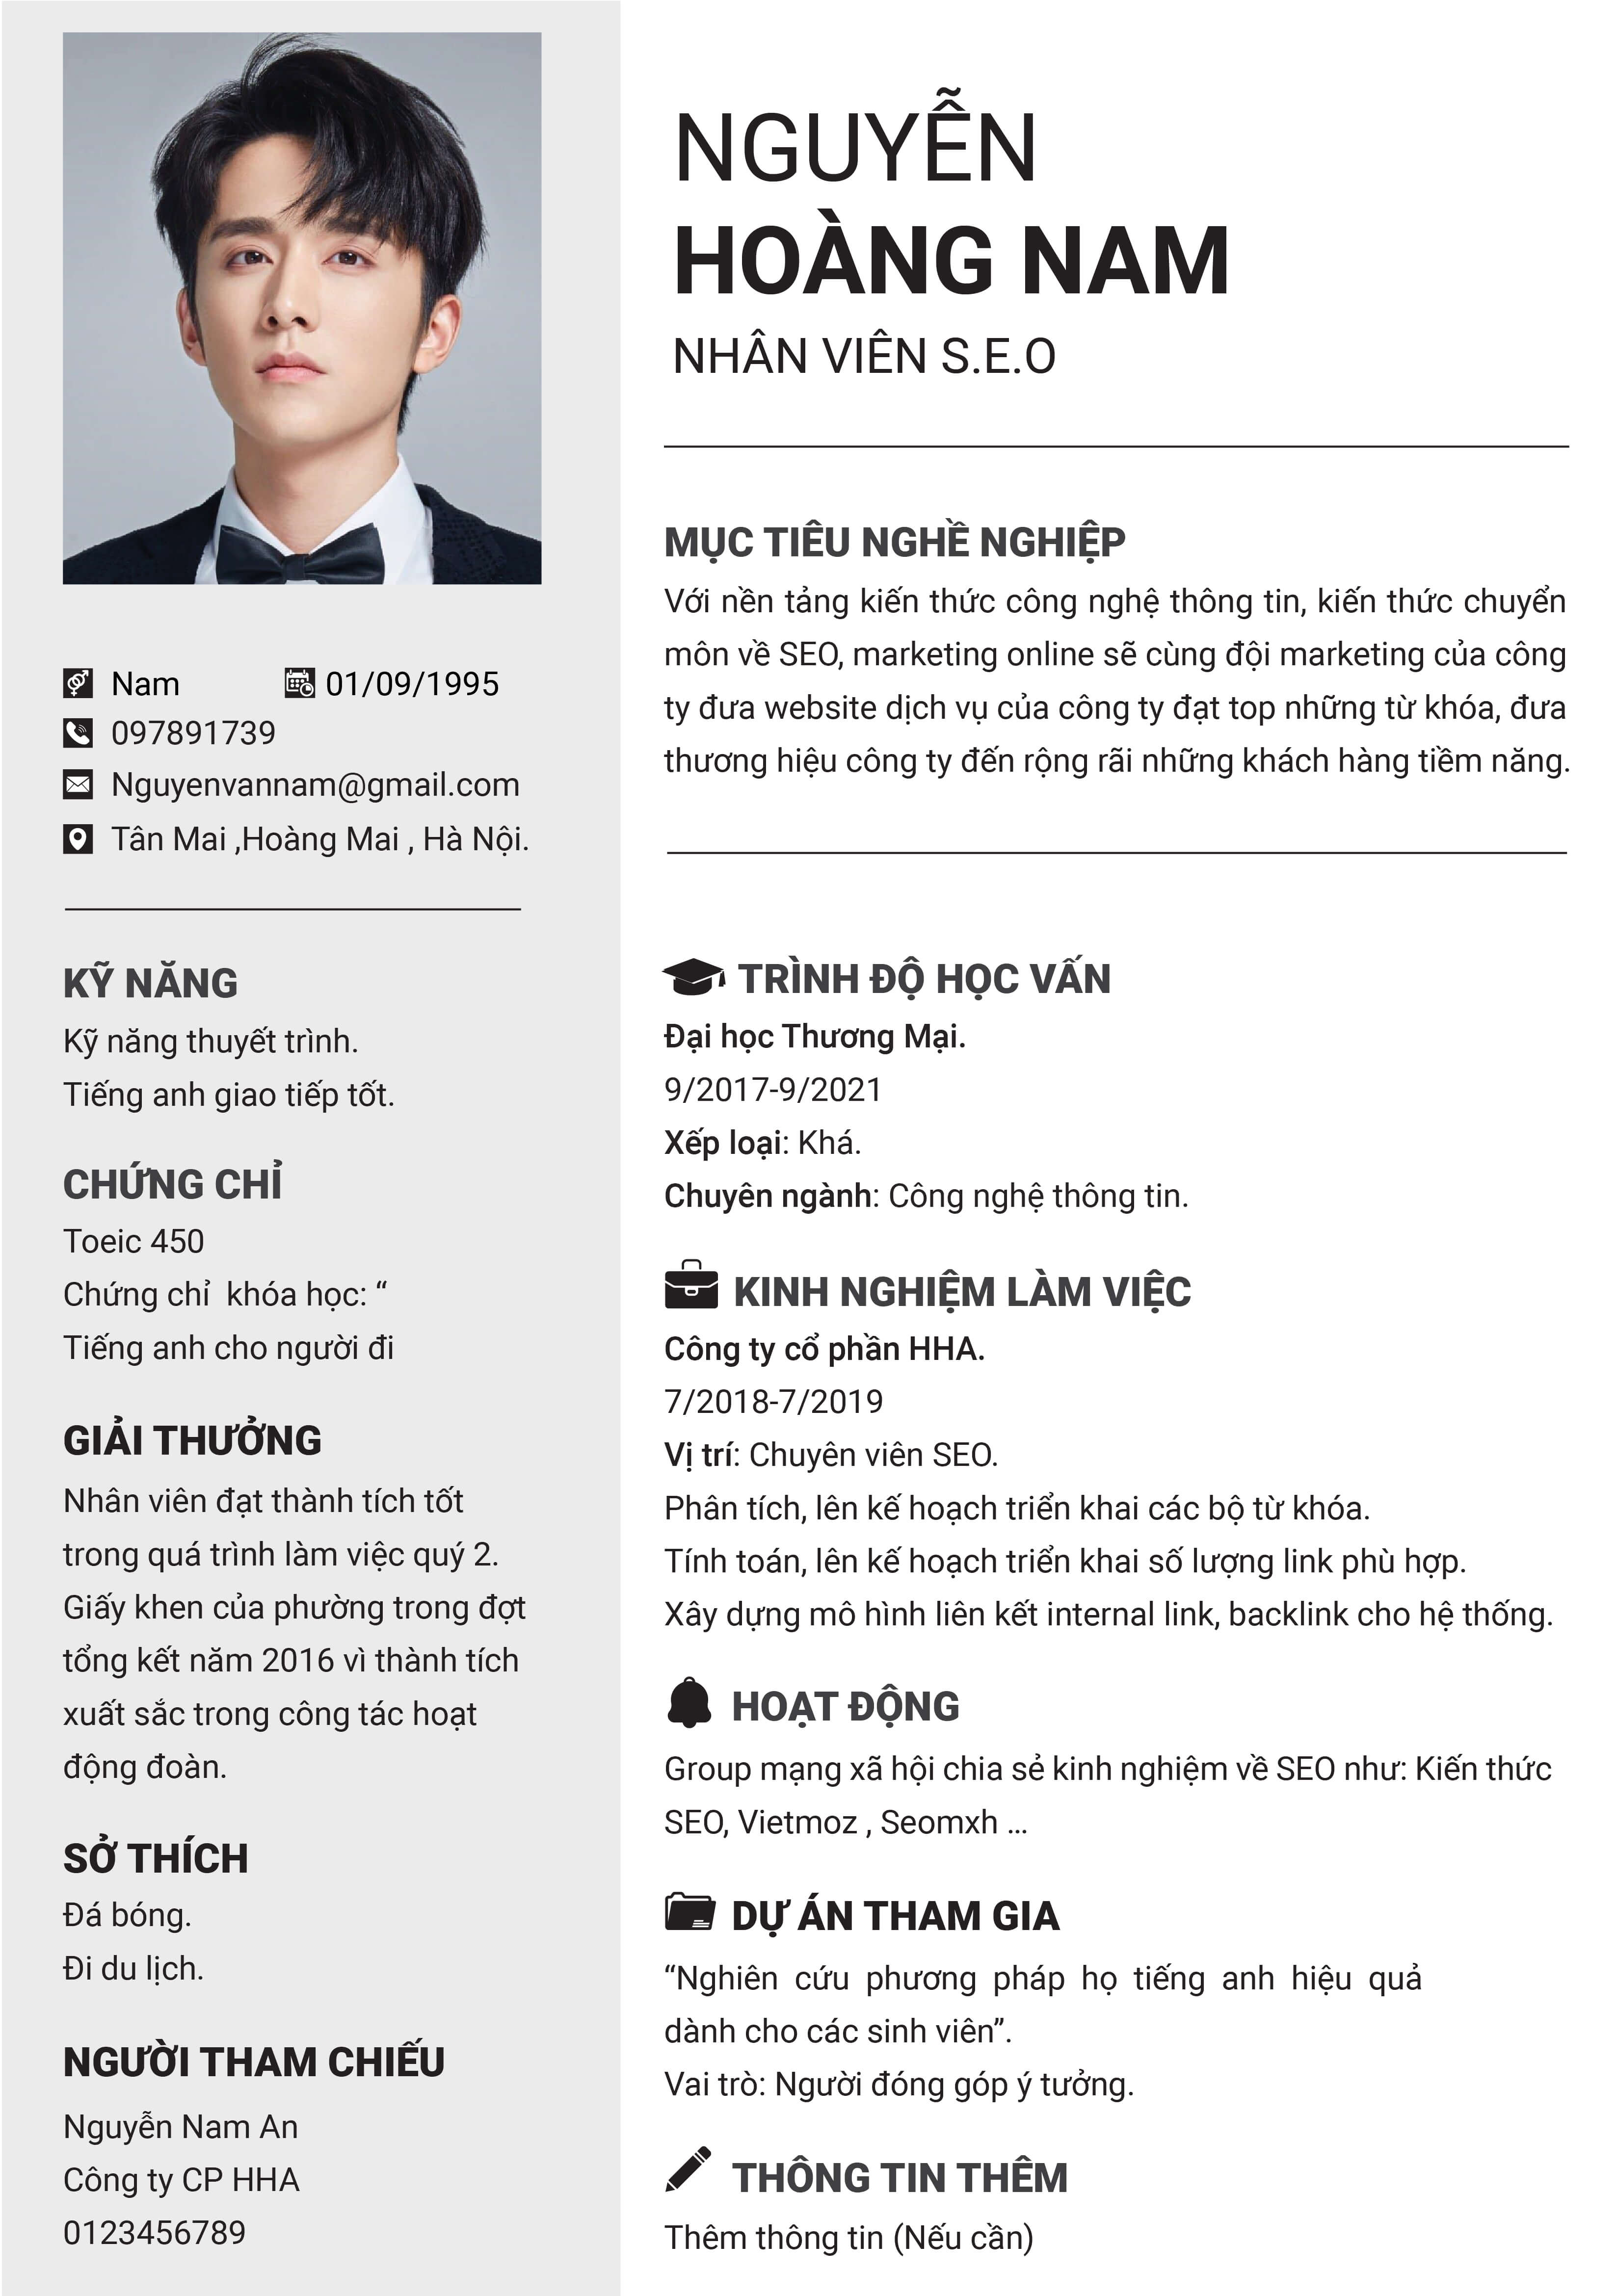 NGUYỄN
HOÀNG NAM
NHÂN VIÊN S.E.O
Nam
01/09/1995
097891739
Nguyenvannam@gmail.com
Tân Mai ,Hoàng Mai , Hà Nội.
KỸ NĂNG
Kỹ năng thuyết trình.
Tiếng anh giao tiếp tốt.
CHỨNG CHỈ
Toeic 450
Chứng chỉ  khóa học: “
Tiếng anh cho người đi
GIẢI THƯỞNG
Nhân viên đạt thành tích tốt
trong quá trình làm việc quý 2.
Giấy khen của phường trong đợt
tổng kết năm 2016 vì thành tích
xuất sắc trong công tác hoạt
động đoàn.
SỞ THÍCH
Đá bóng.
Đi du lịch.
NGƯỜI THAM CHIẾU
Nguyễn Nam An
Công ty CP HHA
0123456789
MỤC TIÊU NGHỀ NGHIỆP
Với nền tảng kiến thức công nghệ thông tin, kiến thức chuyển
môn về SEO, marketing online sẽ cùng đội marketing của công
ty đưa website dịch vụ của công ty đạt top những từ khóa, đưa
thương hiệu công ty đến rộng rãi những khách hàng tiềm năng.
TRÌNH ĐỘ HỌC VẤN
Đại học Thương Mại.
9/2017-9/2021
Xếp loại: Khá.
Chuyên ngành: Công nghệ thông tin.
KINH NGHIỆM LÀM VIỆC
Công ty cổ phần HHA.
7/2018-7/2019
Vị trí: Chuyên viên SEO.
Phân tích, lên kế hoạch triển khai các bộ từ khóa.
Tính toán, lên kế hoạch triển khai số lượng link phù hợp.
Xây dựng mô hình liên kết internal link, backlink cho hệ thống.
HOẠT ĐỘNG
Group mạng xã hội chia sẻ kinh nghiệm về SEO như: Kiến thức
SEO, Vietmoz , Seomxh ...
DỰ ÁN THAM GIA
“Nghiên cứu phương pháp họ tiếng anh hiệu quả
dành cho các sinh viên”.
Vai trò: Người đóng góp ý tưởng.
THÔNG TIN THÊM
Thêm thông tin (Nếu cần)